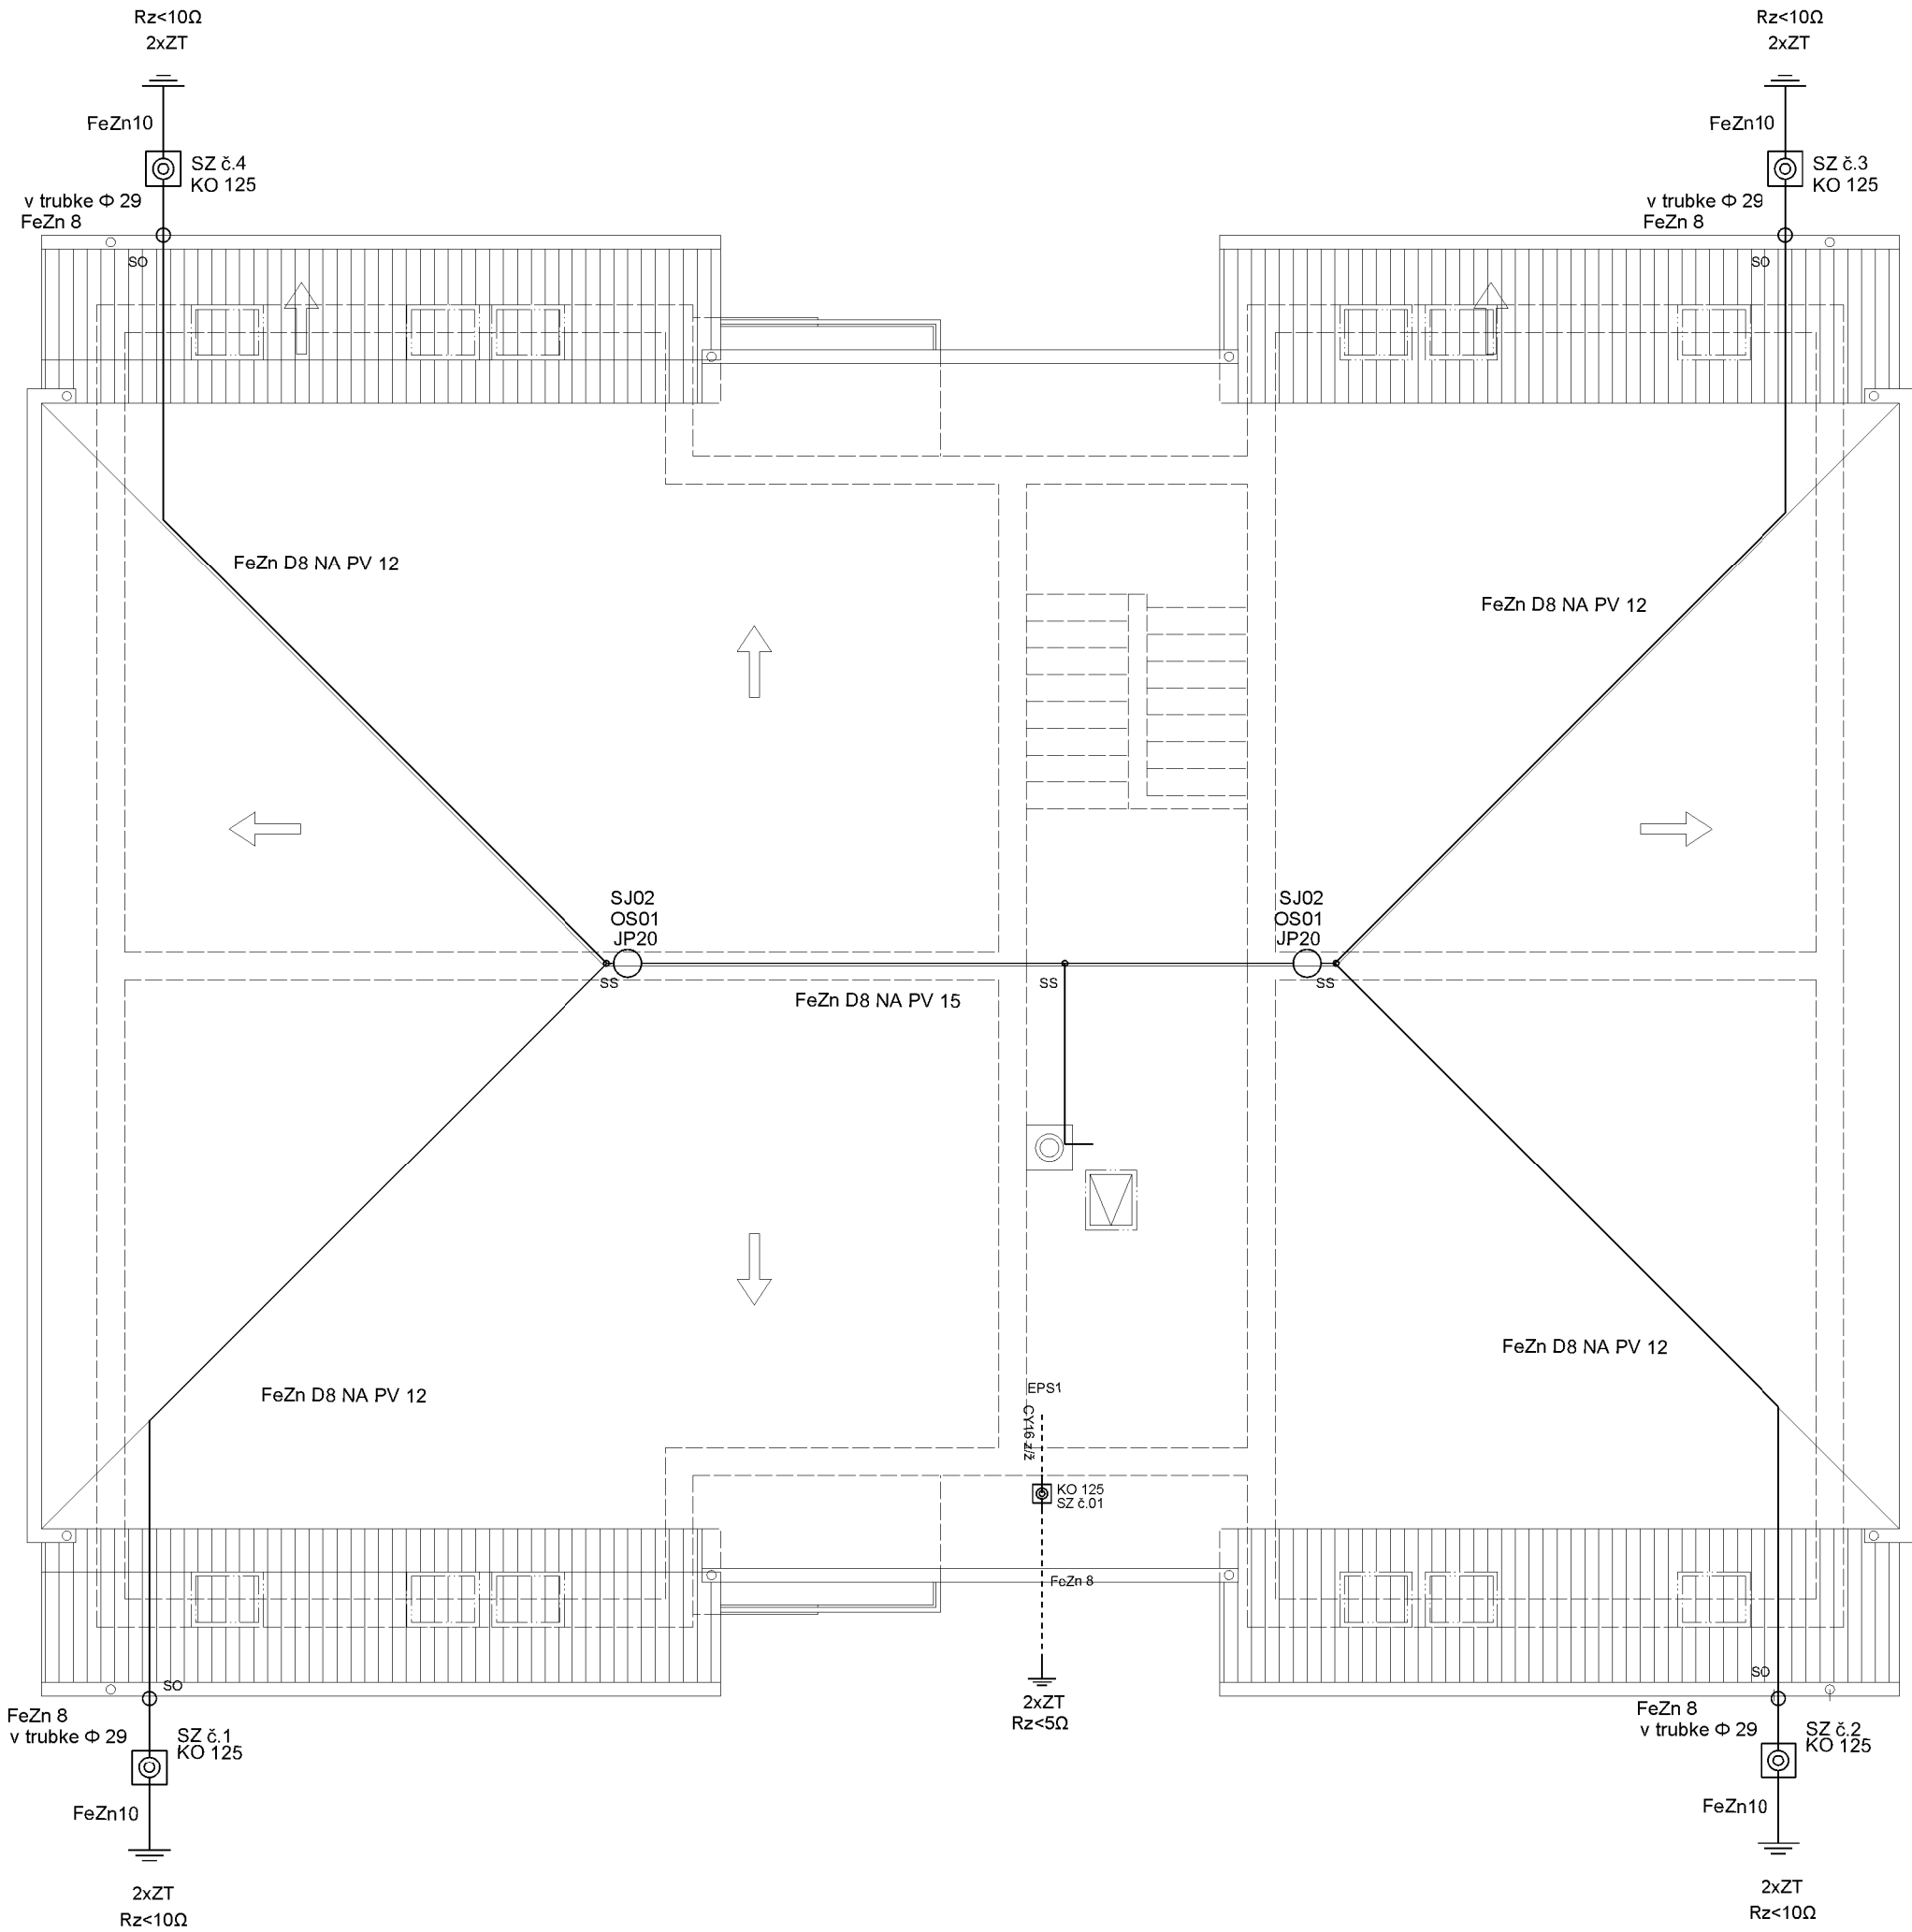 Rz<10Ω
2xZT
FeZn10
SZ č.4
KO 125
v trubke Φ 29
FeZn 8
SO
Rz<10Ω
2xZT
FeZn10
SZ č.3
KO 125
v trubke Φ 29
FeZn 8
SO
FeZn D8 NA PV 12
FeZn D8 NA PV 12
SJ02
OS01
JP20
SS
SJ02
OS01
JP20
SS
SS
FeZn D8 NA PV 15
FeZn D8 NA PV 12
FeZn D8 NA PV 12
EPS1
CY16 z/ž
KO 125
SZ č.01
FeZn 8
2xZT
Rz<5Ω
SO
FeZn 8
v trubke Φ 29
SZ č.1
KO 125
FeZn10
2xZT
Rz<10Ω
SO
FeZn 8
v trubke Φ 29
SZ č.2
KO 125
FeZn10
2xZT
Rz<10Ω